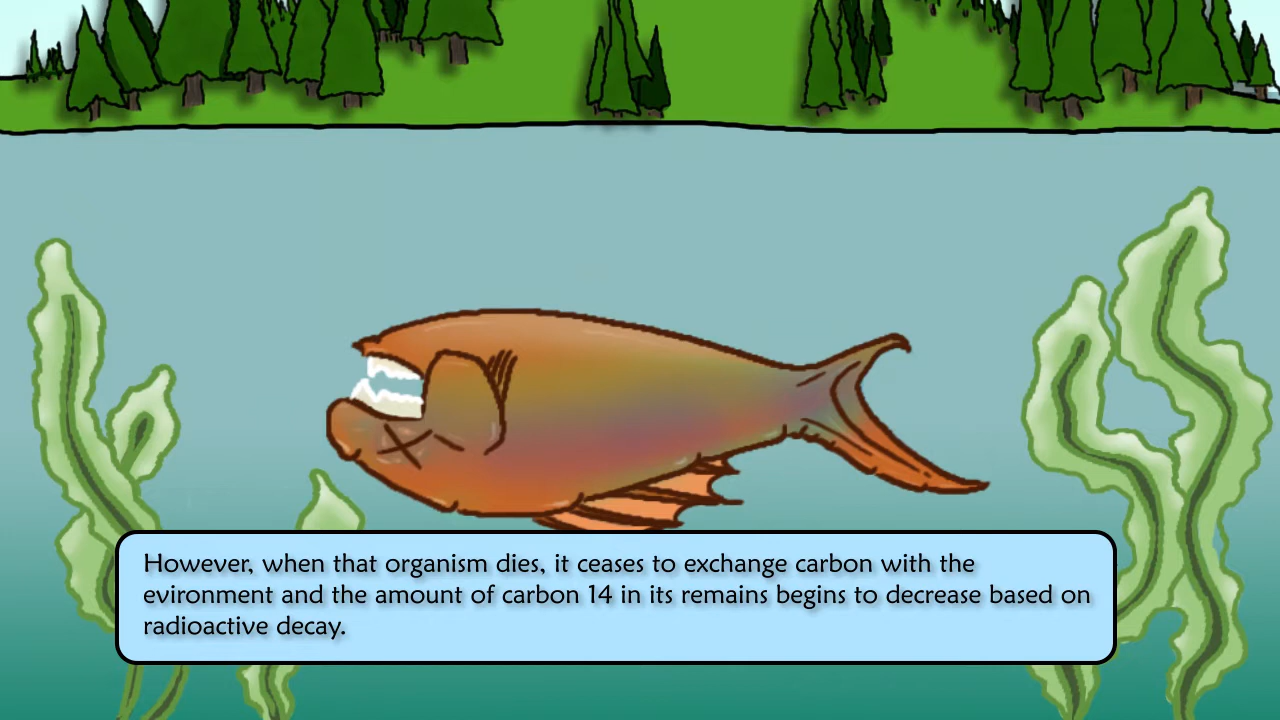 However, when that organism dies, it ceases to exchange carbon with the
evironment and the amount of carbon 14 in its remains begins to decrease based on
radioactive decay.